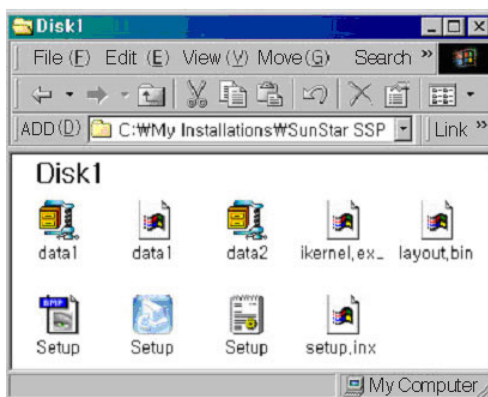 Disk1
File (F) Edit (E) View (V) Move(G) Search »
ADD(D) C:₩My Installations₩SunStar SSP Link »
Disk1
data1 data1 data2 ikernel,ex_ layout,bin
BMP
Setup Setup Setup setup,inx
My Computer